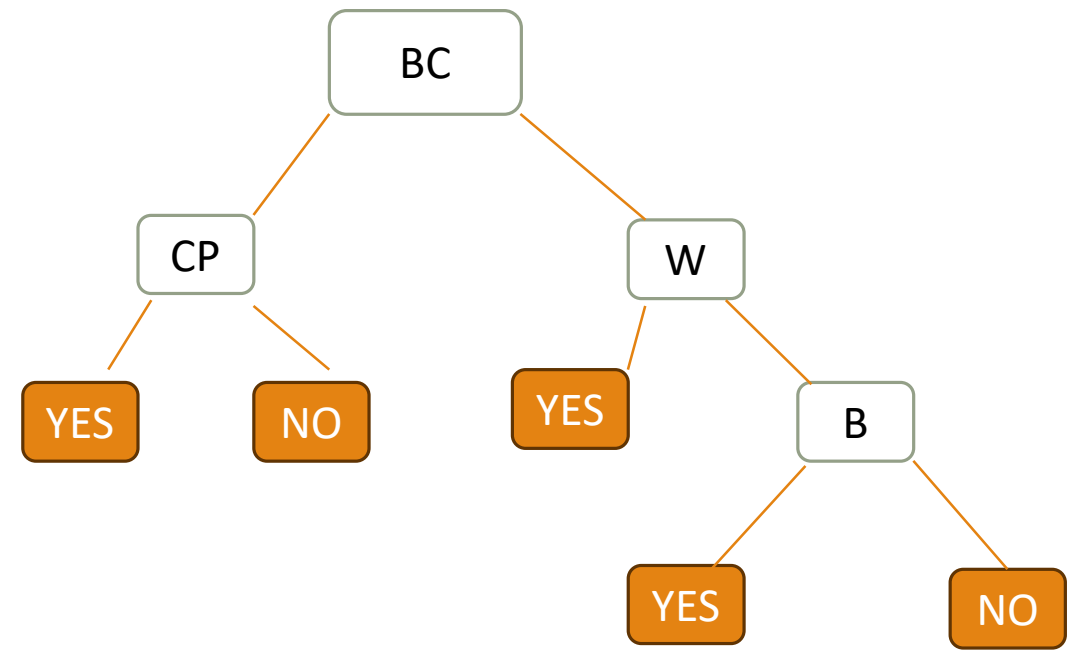 BC
CP
W
YES
NO
YES
B
YES
NO